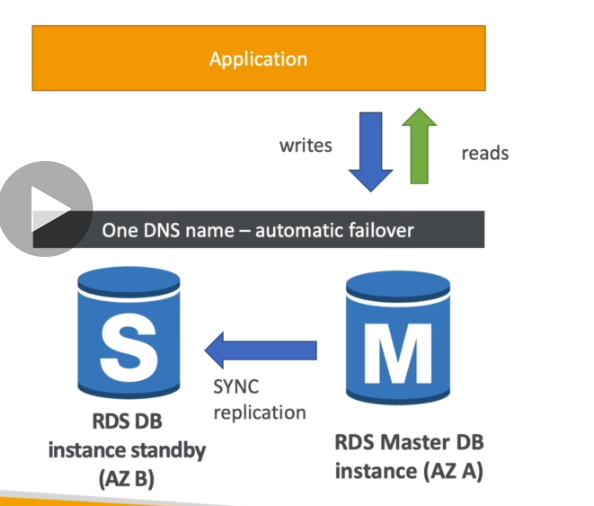 Application
writes
reads
One DNS name – automatic failover
S
M
SYNC
replication
RDS DB
instance standby
(AZ B)
RDS Master DB
instance (AZ A)